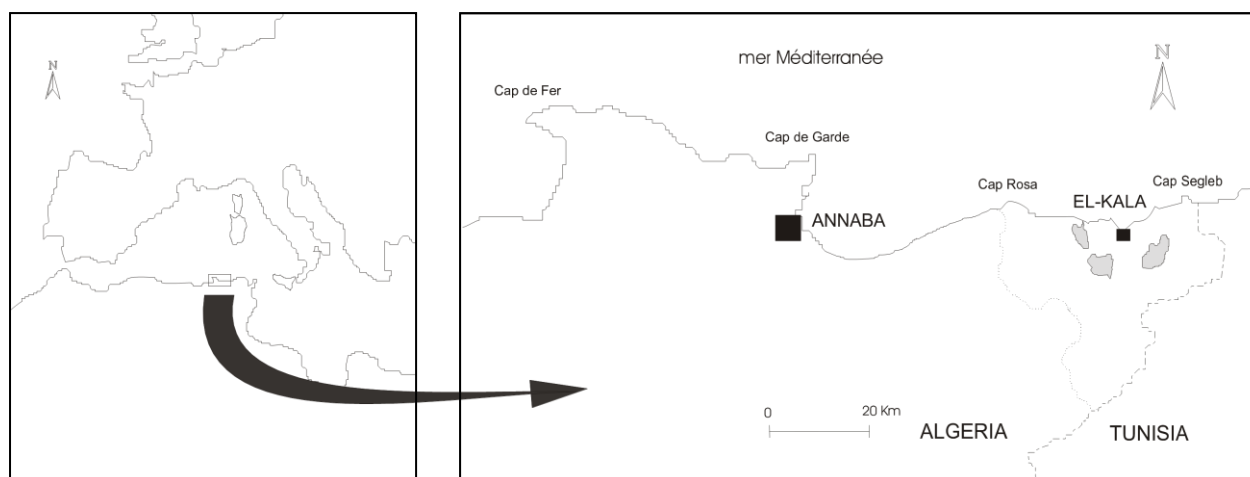 N
mer Méditerranée
N
Cap de Fer
Cap de Garde
Cap Rosa
Cap Segleb
EL-KALA
ANNABA
0
20 Km
ALGERIA
TUNISIA